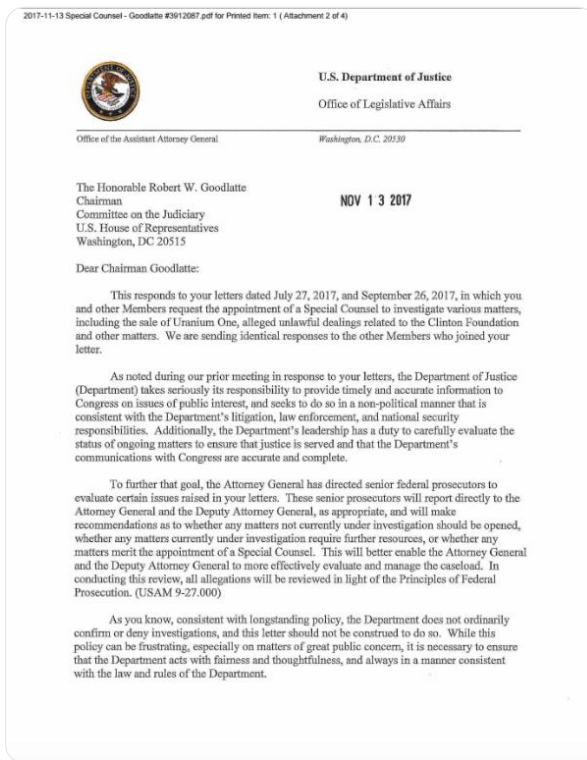 2017-11-13 Special Counsel - Goodlatte #3912087.pdf for Printed Item: 1 ( Attachment 2 of 4)
U.S. Department of Justice
Office of Legislative Affairs
Office of the Assistant Attorney General
Washington, D.C. 20530
The Honorable Robert W. Goodlatte
Chairman
Committee on the Judiciary
U.S. House of Representatives
Washington, DC 20515
NOV 13 2017
Dear Chairman Goodlatte:
This responds to your letters dated July 27, 2017, and September 26, 2017, in which you
and other Members request the appointment of a Special Counsel to investigate various matters,
including the sale of Uranium One, alleged unlawful dealings related to the Clinton Foundation
and other matters. We are sending identical responses to the other Members who joined your
letter.
As noted during our prior meeting in response to your letters, the Department of Justice
(Department) takes seriously its responsibility to provide timely and accurate information to
Congress on issues of public interest, and seeks to do so in a non-political manner that is
consistent with the Department's litigation, law enforcement, and national security
responsibilities. Additionally, the Department's leadership has a duty to carefully evaluate the
status of ongoing matters to ensure that justice is served and that the Department's
communications with Congress are accurate and complete.
To further that goal, the Attorney General has directed senior federal prosecutors to
evaluate certain issues raised in your letters. These senior prosecutors will report directly to the
Attorney General and the Deputy Attorney General, as appropriate, and will make
recommendations as to whether any matters not currently under investigation should be opened,
whether any matters currently under investigation require further resources, or whether any
matters merit the appointment of a Special Counsel. This will better enable the Attorney General
and the Deputy Attorney General to more effectively evaluate and manage the caseload. In
conducting this review, all allegations will be reviewed in light of the Principles of Federal
Prosecution. (USAM 9-27.000)
As you know, consistent with longstanding policy, the Department does not ordinarily
confirm or deny investigations, and this letter should not be construed to do so. While this
policy can be frustrating, especially on matters of great public concern, it is necessary to ensure
that the Department acts with fairness and thoughtfulness, and always in a manner consistent
with the law and rules of the Department.